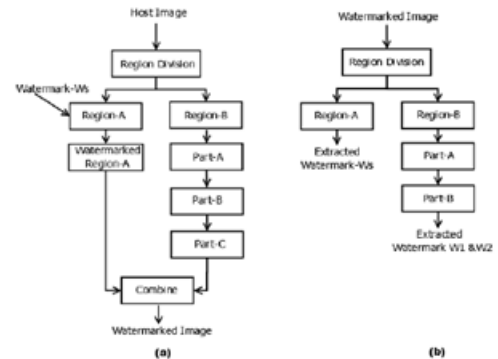 Host Image
Region Division
Watermark-Ws
Region-A
Region-B
Watermarked
Region-A
Part-A
Part-B
Part-C
Combine
Watermarked Image
(a)
Watermarked Image
Region Division
Region-A
Region-B
Extracted
Watermark-Ws
Part-A
Part-B
Extracted
Watermark W1 &W2
(b)